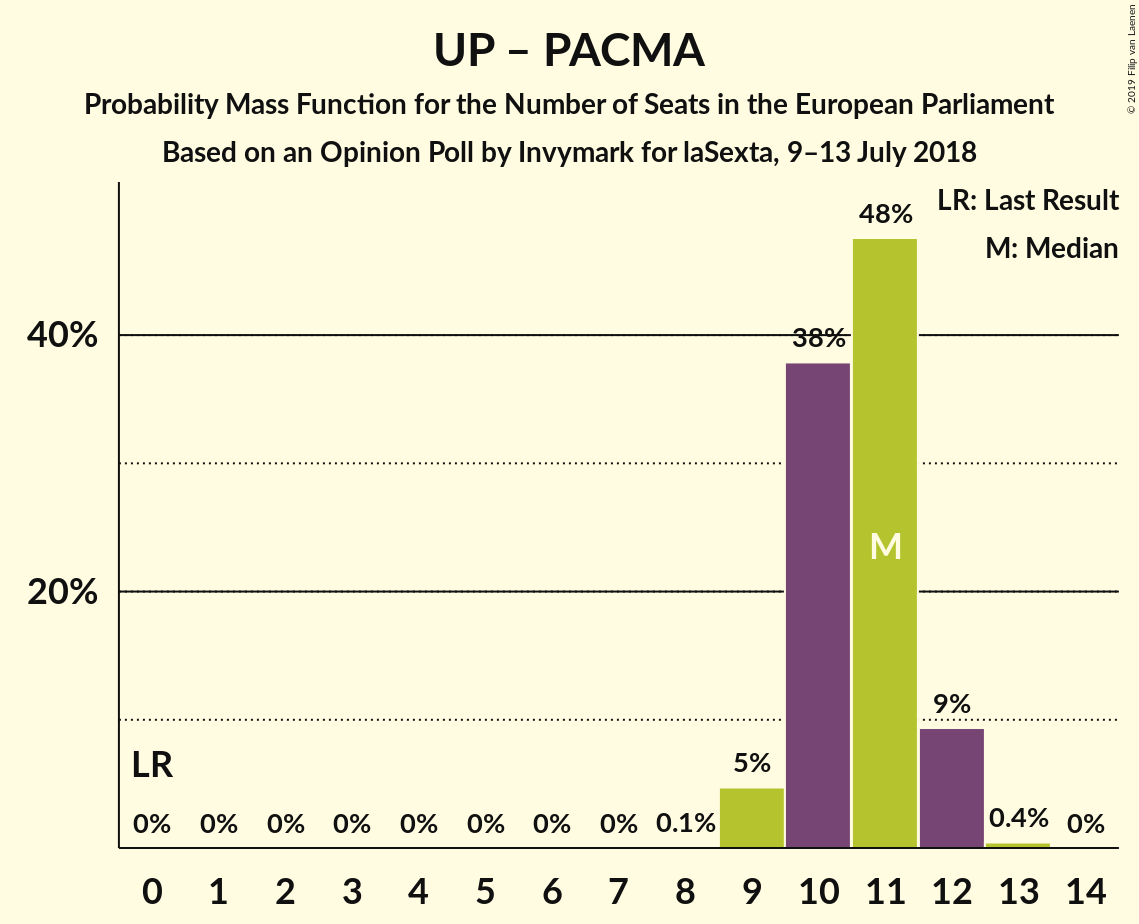 UP – PACMA
Probability Mass Function for the Number of Seats in the European Parliament
Based on an Opinion Poll by Invymark for laSexta, 9–13 July 2018
© 2019 Filip van Laenen
LR: Last Result
M: Median
48%
40%
38%
M
20%
9%
LR
5%
0% 0% 0% 0% 0% 0% 0% 0% 0.1% 0.4% 0%
0 1 2 3 4 5 6 7 8 9 10 11 12 13 14